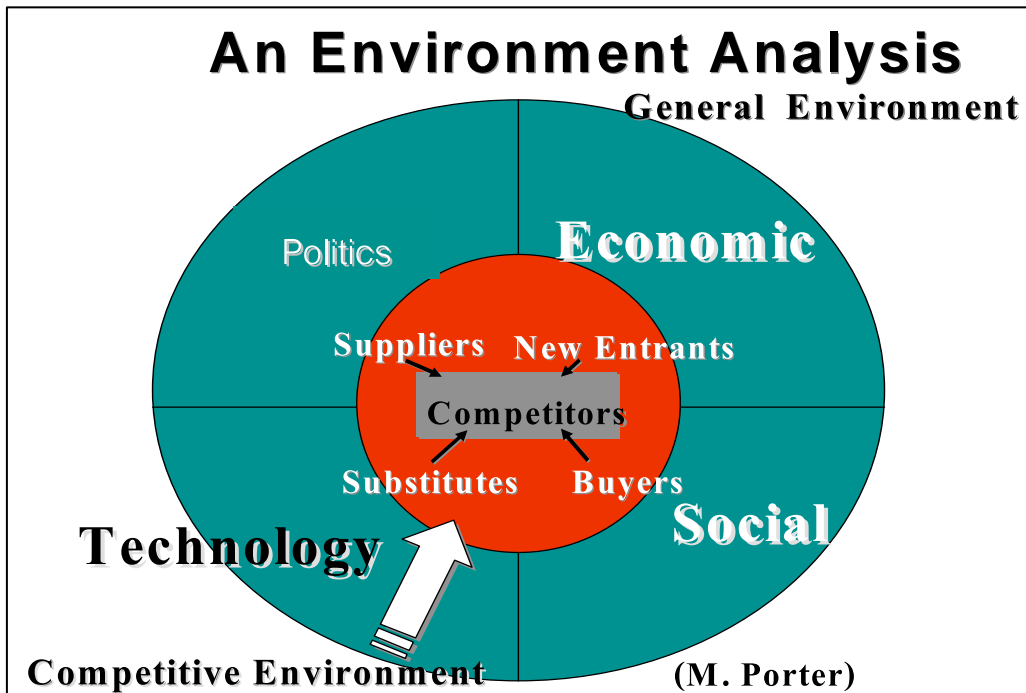 An Environment Analysis
General Environment
Politics
Economic
Suppliers New Entrants
Competitors
Substitutes Buyers
Technology
Social
Competitive Environment
(M. Porter)